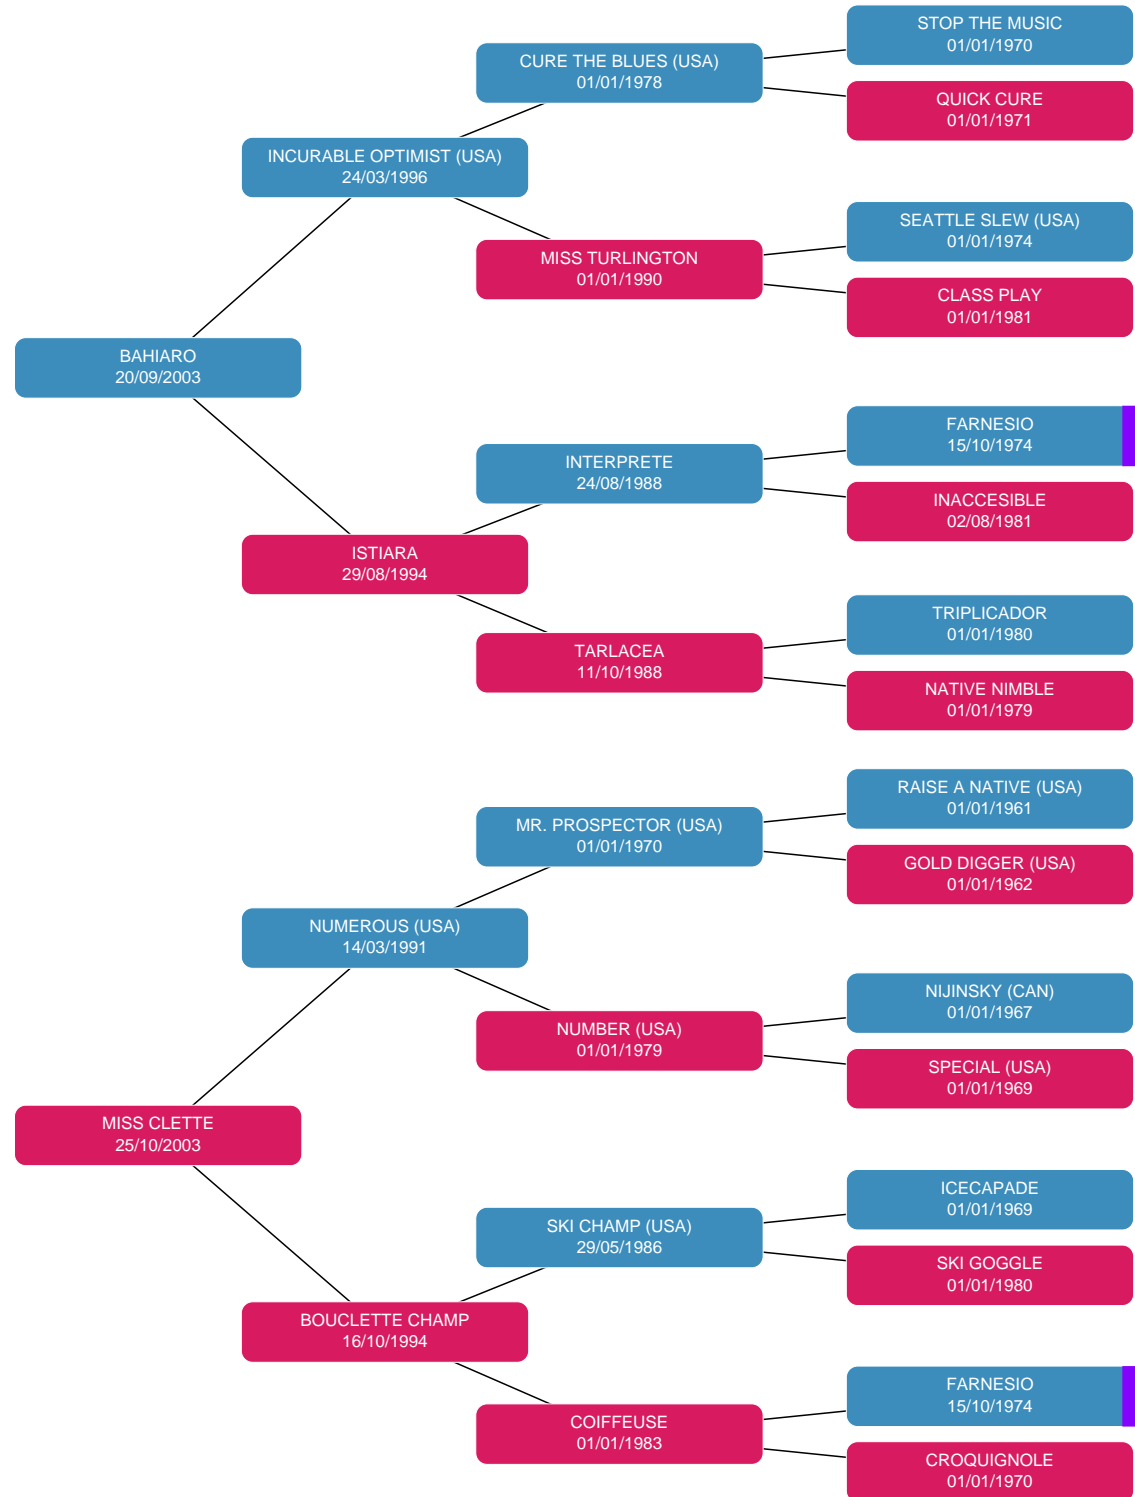 STOP THE MUSIC
01/01/1970
CURE THE BLUES (USA)
01/01/1978
QUICK CURE
01/01/1971
INCURABLE OPTIMIST (USA)
24/03/1996
SEATTLE SLEW (USA)
01/01/1974
MISS TURLINGTON
01/01/1990
CLASS PLAY
01/01/1981
BAHIARO
20/09/2003
FARNESIO
15/10/1974
INTERPRETE
24/08/1988
INACCESIBLE
02/08/1981
ISTIARA
29/08/1994
TRIPLICADOR
01/01/1980
TARLACEA
11/10/1988
NATIVE NIMBLE
01/01/1979
RAISE A NATIVE (USA)
01/01/1961
MR. PROSPECTOR (USA)
01/01/1970
GOLD DIGGER (USA)
01/01/1962
NUMEROUS (USA)
14/03/1991
NIJINSKY (CAN)
01/01/1967
NUMBER (USA)
01/01/1979
SPECIAL (USA)
01/01/1969
MISS CLETTE
25/10/2003
ICECAPADE
01/01/1969
SKI CHAMP (USA)
29/05/1986
SKI GOGGLE
01/01/1980
BOUCLETTE CHAMP
16/10/1994
FARNESIO
15/10/1974
COIFFEUSE
01/01/1983
CROQUIGNOLE
01/01/1970